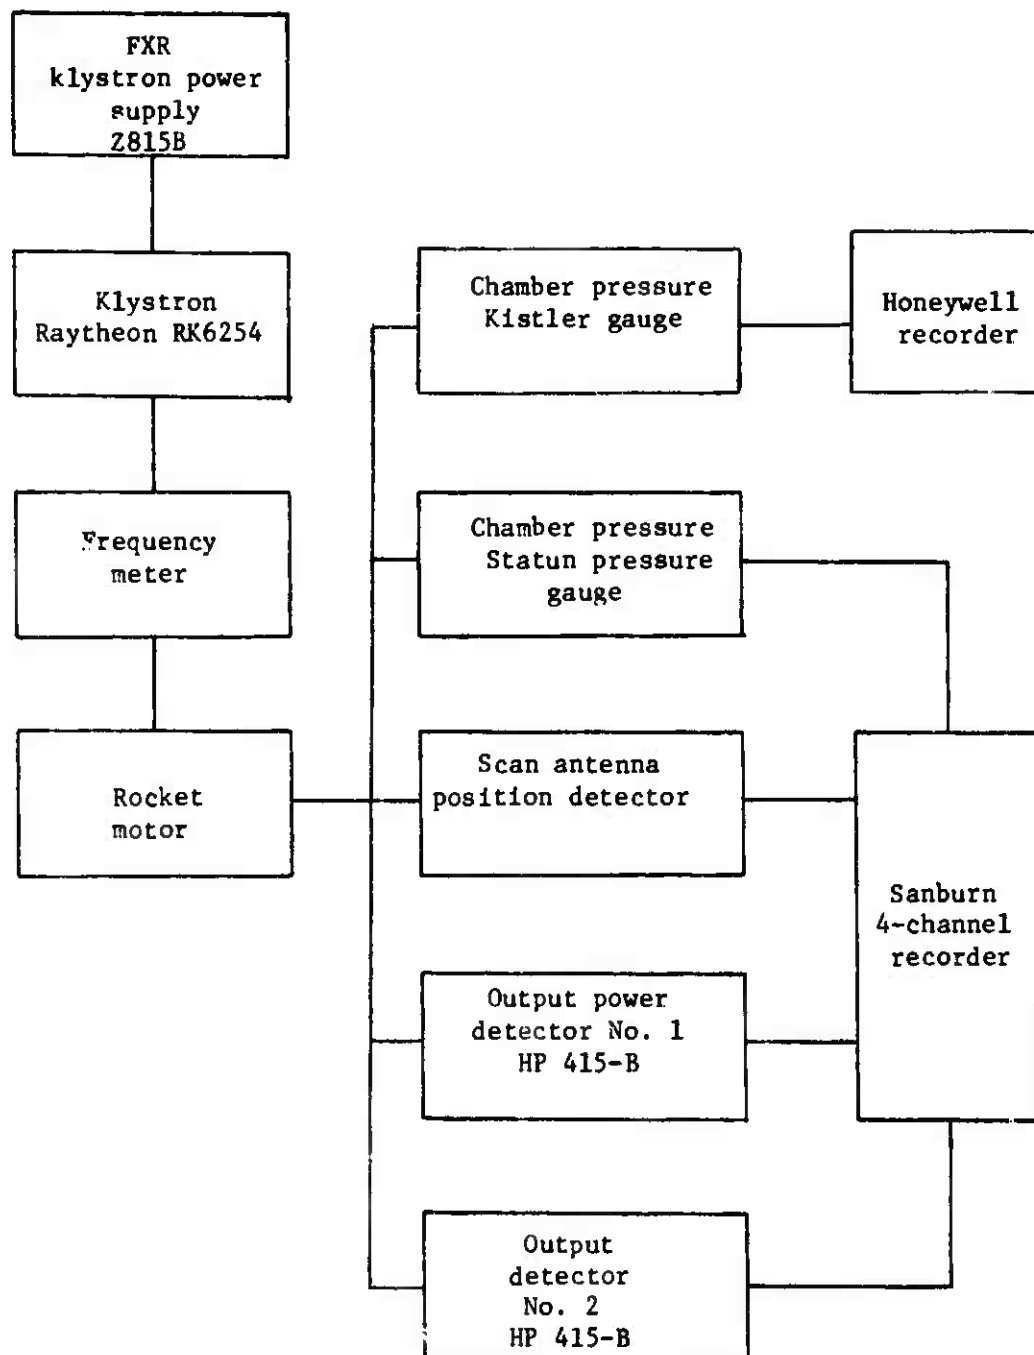 FXR
klystron power
supply
Z815B
Klystron
Raytheon RK6254
Frequency
meter
Rocket
motor
Chamber pressure
Kistler gauge
Honeywell
recorder
Chamber pressure
Statun pressure
gauge
Scan antenna
position detector
Sanburn
4-channel
recorder
Output power
detector No. 1
HP 415-B
Output
detector
No. 2
HP 415-B